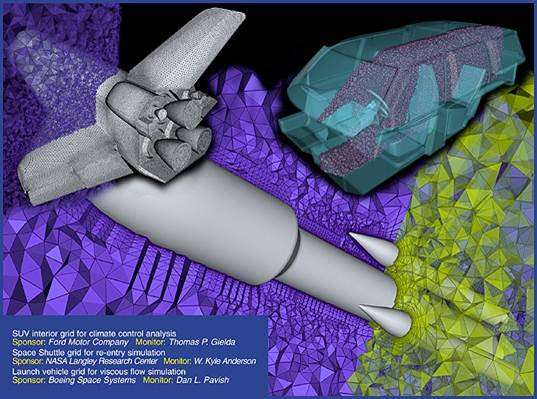 SUV interior grid for climate control analysis
Sponsor: Ford Motor Company Monitor: Thomas P. Gielda
Space Shuttle grid for re-entry simulation
Sponsor: NASA Langley Research Center Monitor: W. Kyle Anderson
Launch vehicle grid for viscous flow simulation
Sponsor: Boeing Space Systems Monitor: Dan L. Pavish